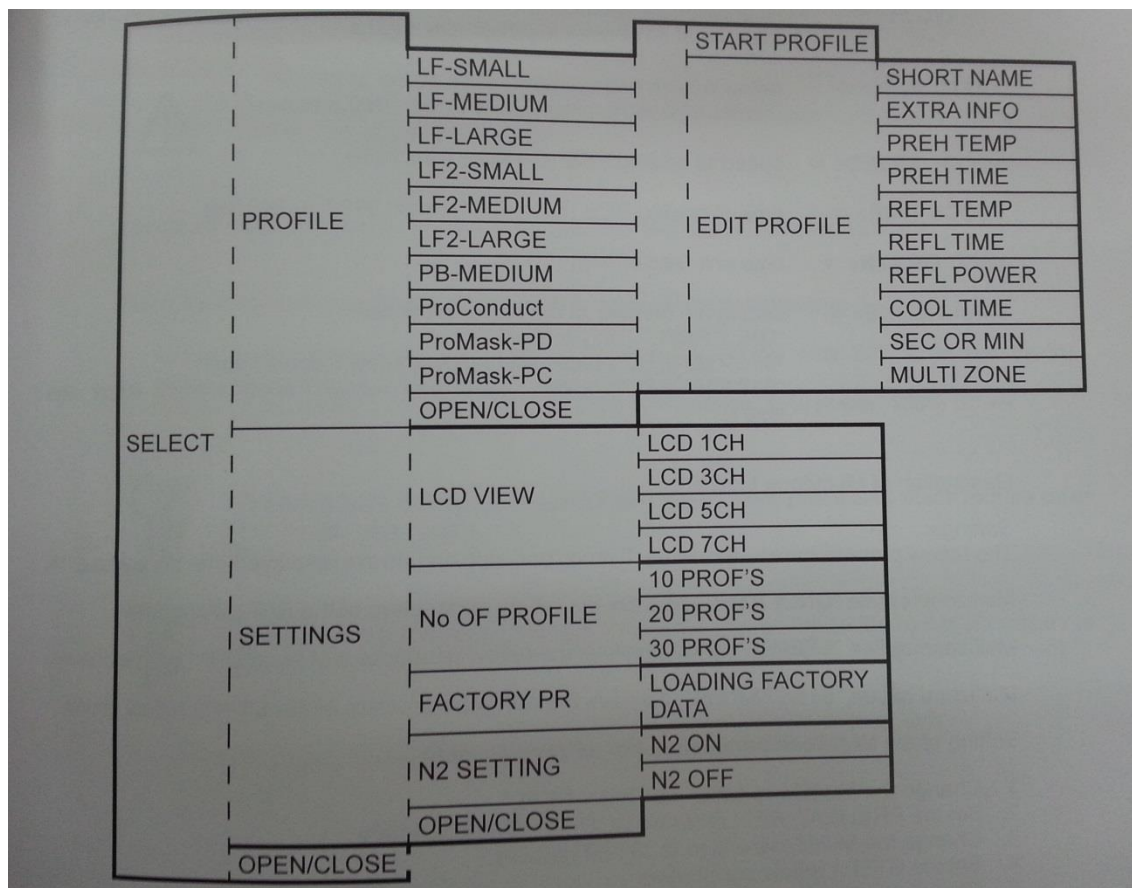 START PROFILE
LF-SMALL
SHORT NAME
LF-MEDIUM
EXTRA INFO
LF-LARGE
PREH TEMP
LF2-SMALL
PREH TIME
PROFILE
LF2-MEDIUM
EDIT PROFILE
REFL TEMP
LF2-LARGE
REFL TIME
PB-MEDIUM
REFL POWER
ProConduct
COOL TIME
ProMask-PD
SEC OR MIN
ProMask-PC
MULTI ZONE
OPEN/CLOSE
SELECT
LCD VIEW
LCD 1CH
LCD 3CH
LCD 5CH
LCD 7CH
SETTINGS
No OF PROFILE
10 PROF'S
20 PROF'S
30 PROF'S
FACTORY PR
LOADING FACTORY
DATA
N2 SETTING
N2 ON
N2 OFF
OPEN/CLOSE
OPEN/CLOSE